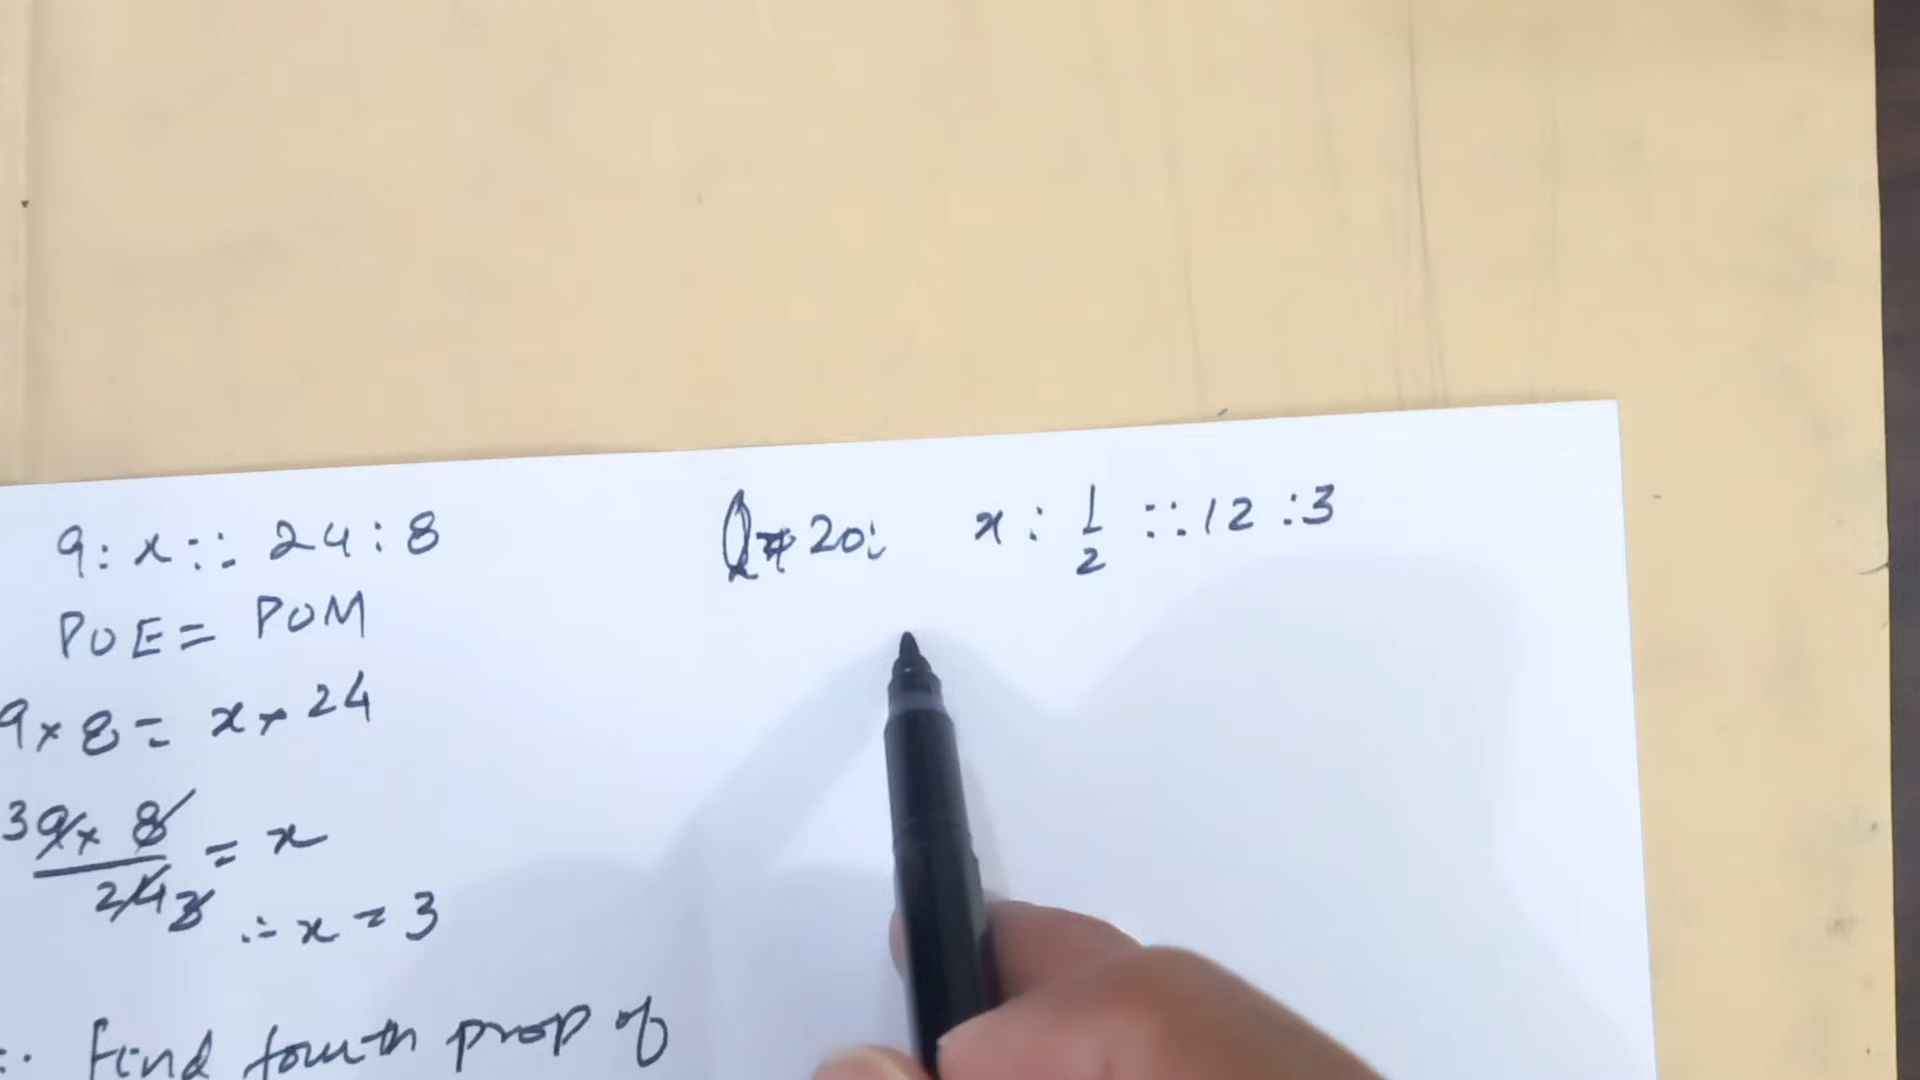 9 : x :: 24 : 8
POE = POM
9 × 8 = x × 24
3 9 × 8 / 24 3 = x
∴ x = 3
: Find fourth prop of
Q # 20: x : 1/2 :: 12 : 3